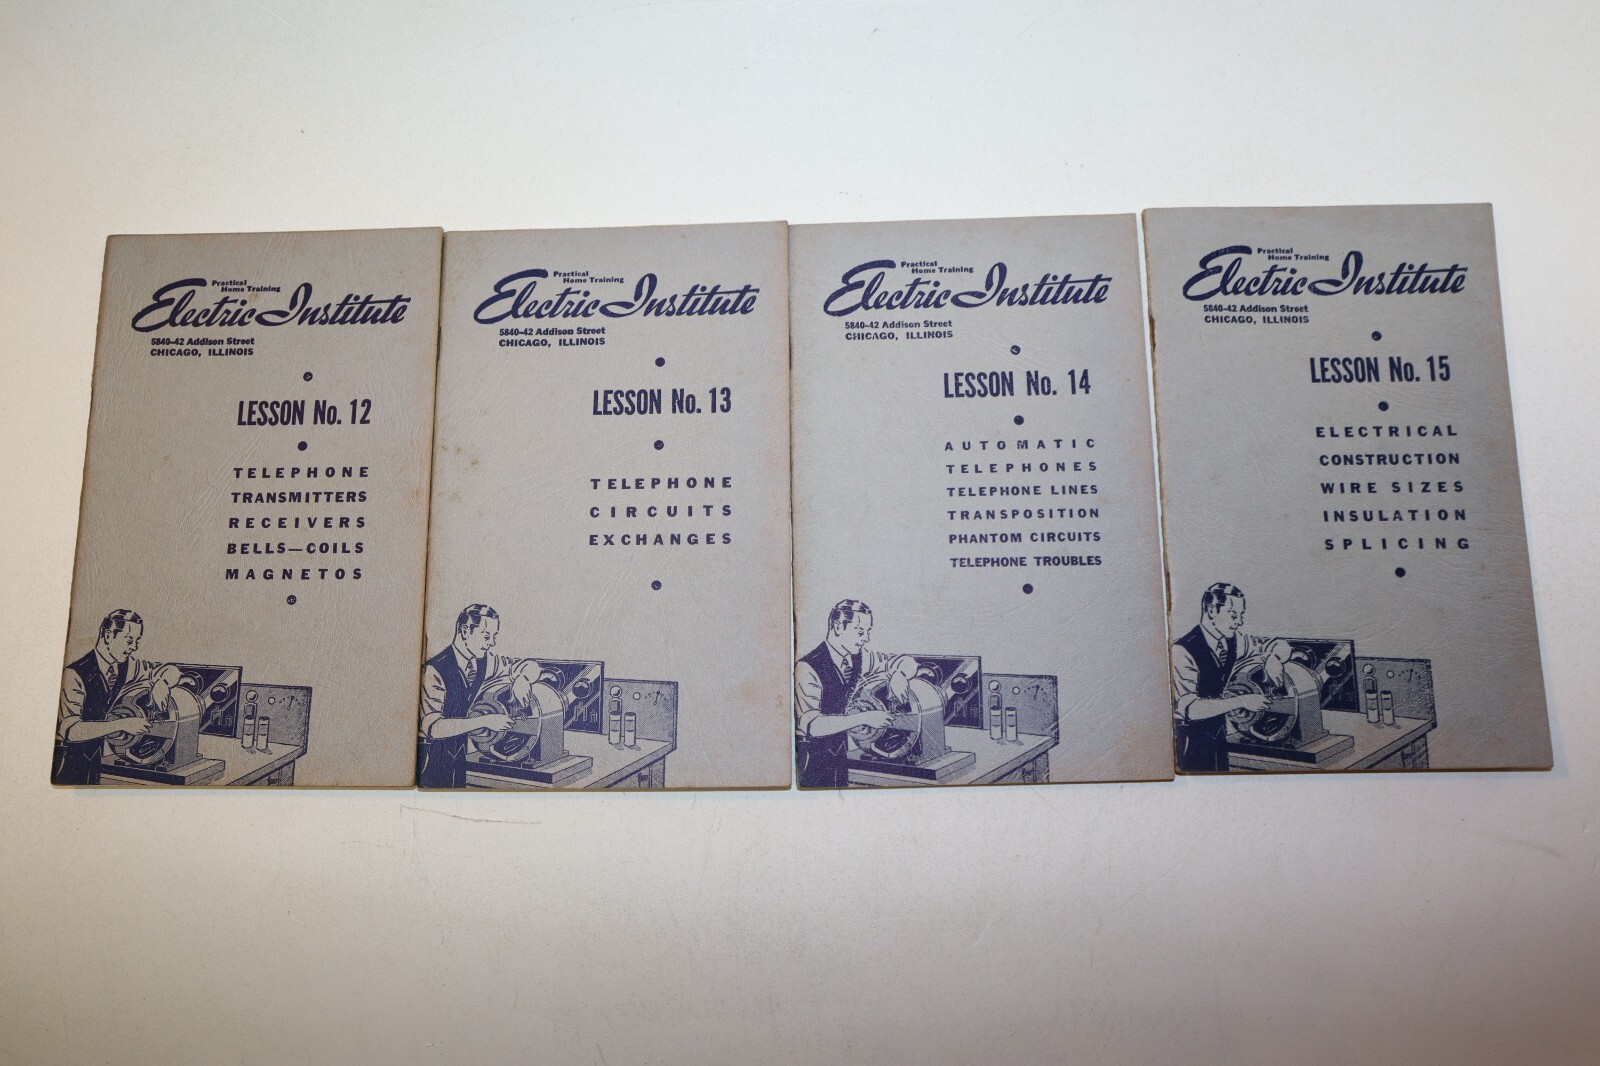 Practical
Home Training
Electric Institute
5840-42 Addison Street
CHICAGO, ILLINOIS
LESSON No. 12
TELEPHONE
TRANSMITTERS
RECEIVERS
BELLS—COILS
MAGNETOS
Practical
Home Training
Electric Institute
5840-42 Addison Street
CHICAGO, ILLINOIS
LESSON No. 13
TELEPHONE
CIRCUITS
EXCHANGES
Practical
Home Training
Electric Institute
5840-42 Addison Street
CHICAGO, ILLINOIS
LESSON No. 14
AUTOMATIC
TELEPHONES
TELEPHONE LINES
TRANSPOSITION
PHANTOM CIRCUITS
TELEPHONE TROUBLES
Practical
Home Training
Electric Institute
5840-42 Addison Street
CHICAGO, ILLINOIS
LESSON No. 15
ELECTRICAL
CONSTRUCTION
WIRE SIZES
INSULATION
SPLICING